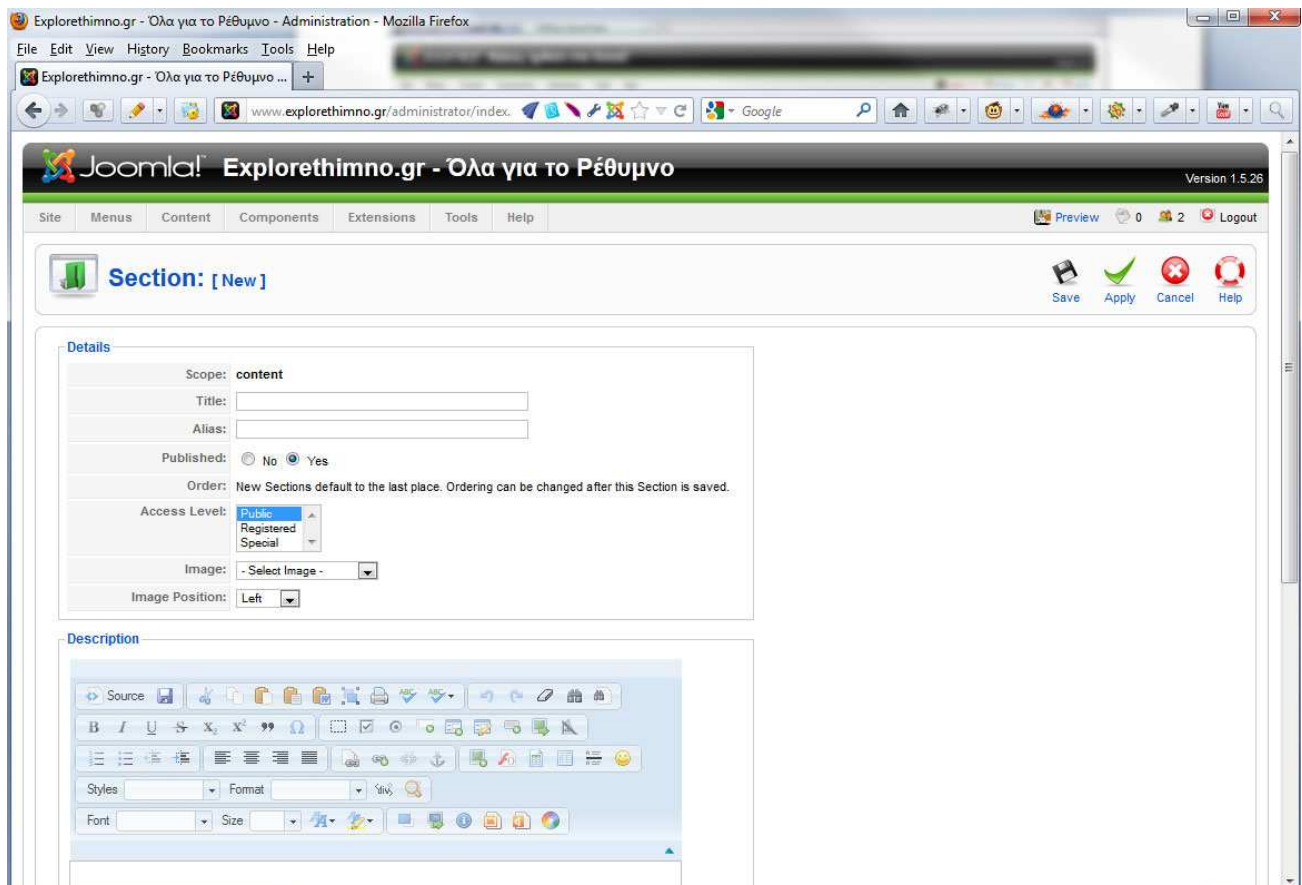 Explorethimno.gr - Όλα για το Ρέθυμνο - Administration - Mozilla Firefox
File Edit View History Bookmarks Tools Help
Explorethimno.gr - Όλα για το Ρέθυμνο ... +
www.explorethimno.gr/administrator/index. Google
Joomla! Explorethimno.gr - Όλα για το Ρέθυμνο
Version 1.5.26
Site Menus Content Components Extensions Tools Help Preview 0 2 Logout
Section: [ New ]
Save Apply Cancel Help
Details
Scope: content
Title:
Alias:
Published: No Yes
Order: New Sections default to the last place. Ordering can be changed after this Section is saved.
Access Level: Public
Registered
Special
Image: - Select Image -
Image Position: Left
Description
Source
Styles Format
Font Size